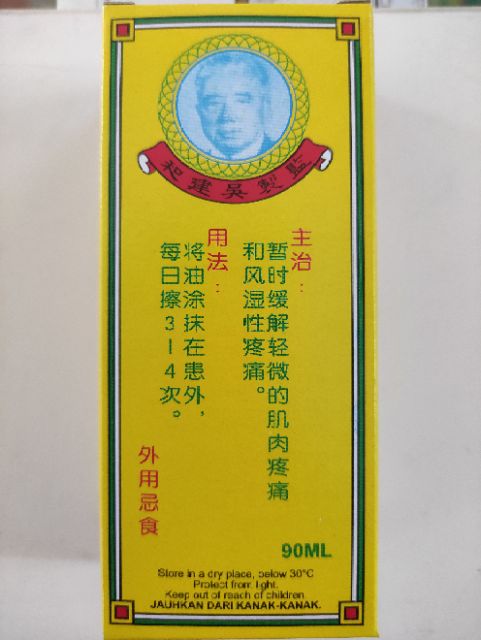 監製吳建和
主治：
暂时缓解轻微的肌肉疼痛
和风湿性疼痛。
用法：
将油涂抹在患外，
每日擦3-4次。
外用忌食
90ML
Store in a dry place, below 30°C
Protect from light.
Keep out of reach of children.
JAUHKAN DARI KANAK-KANAK.